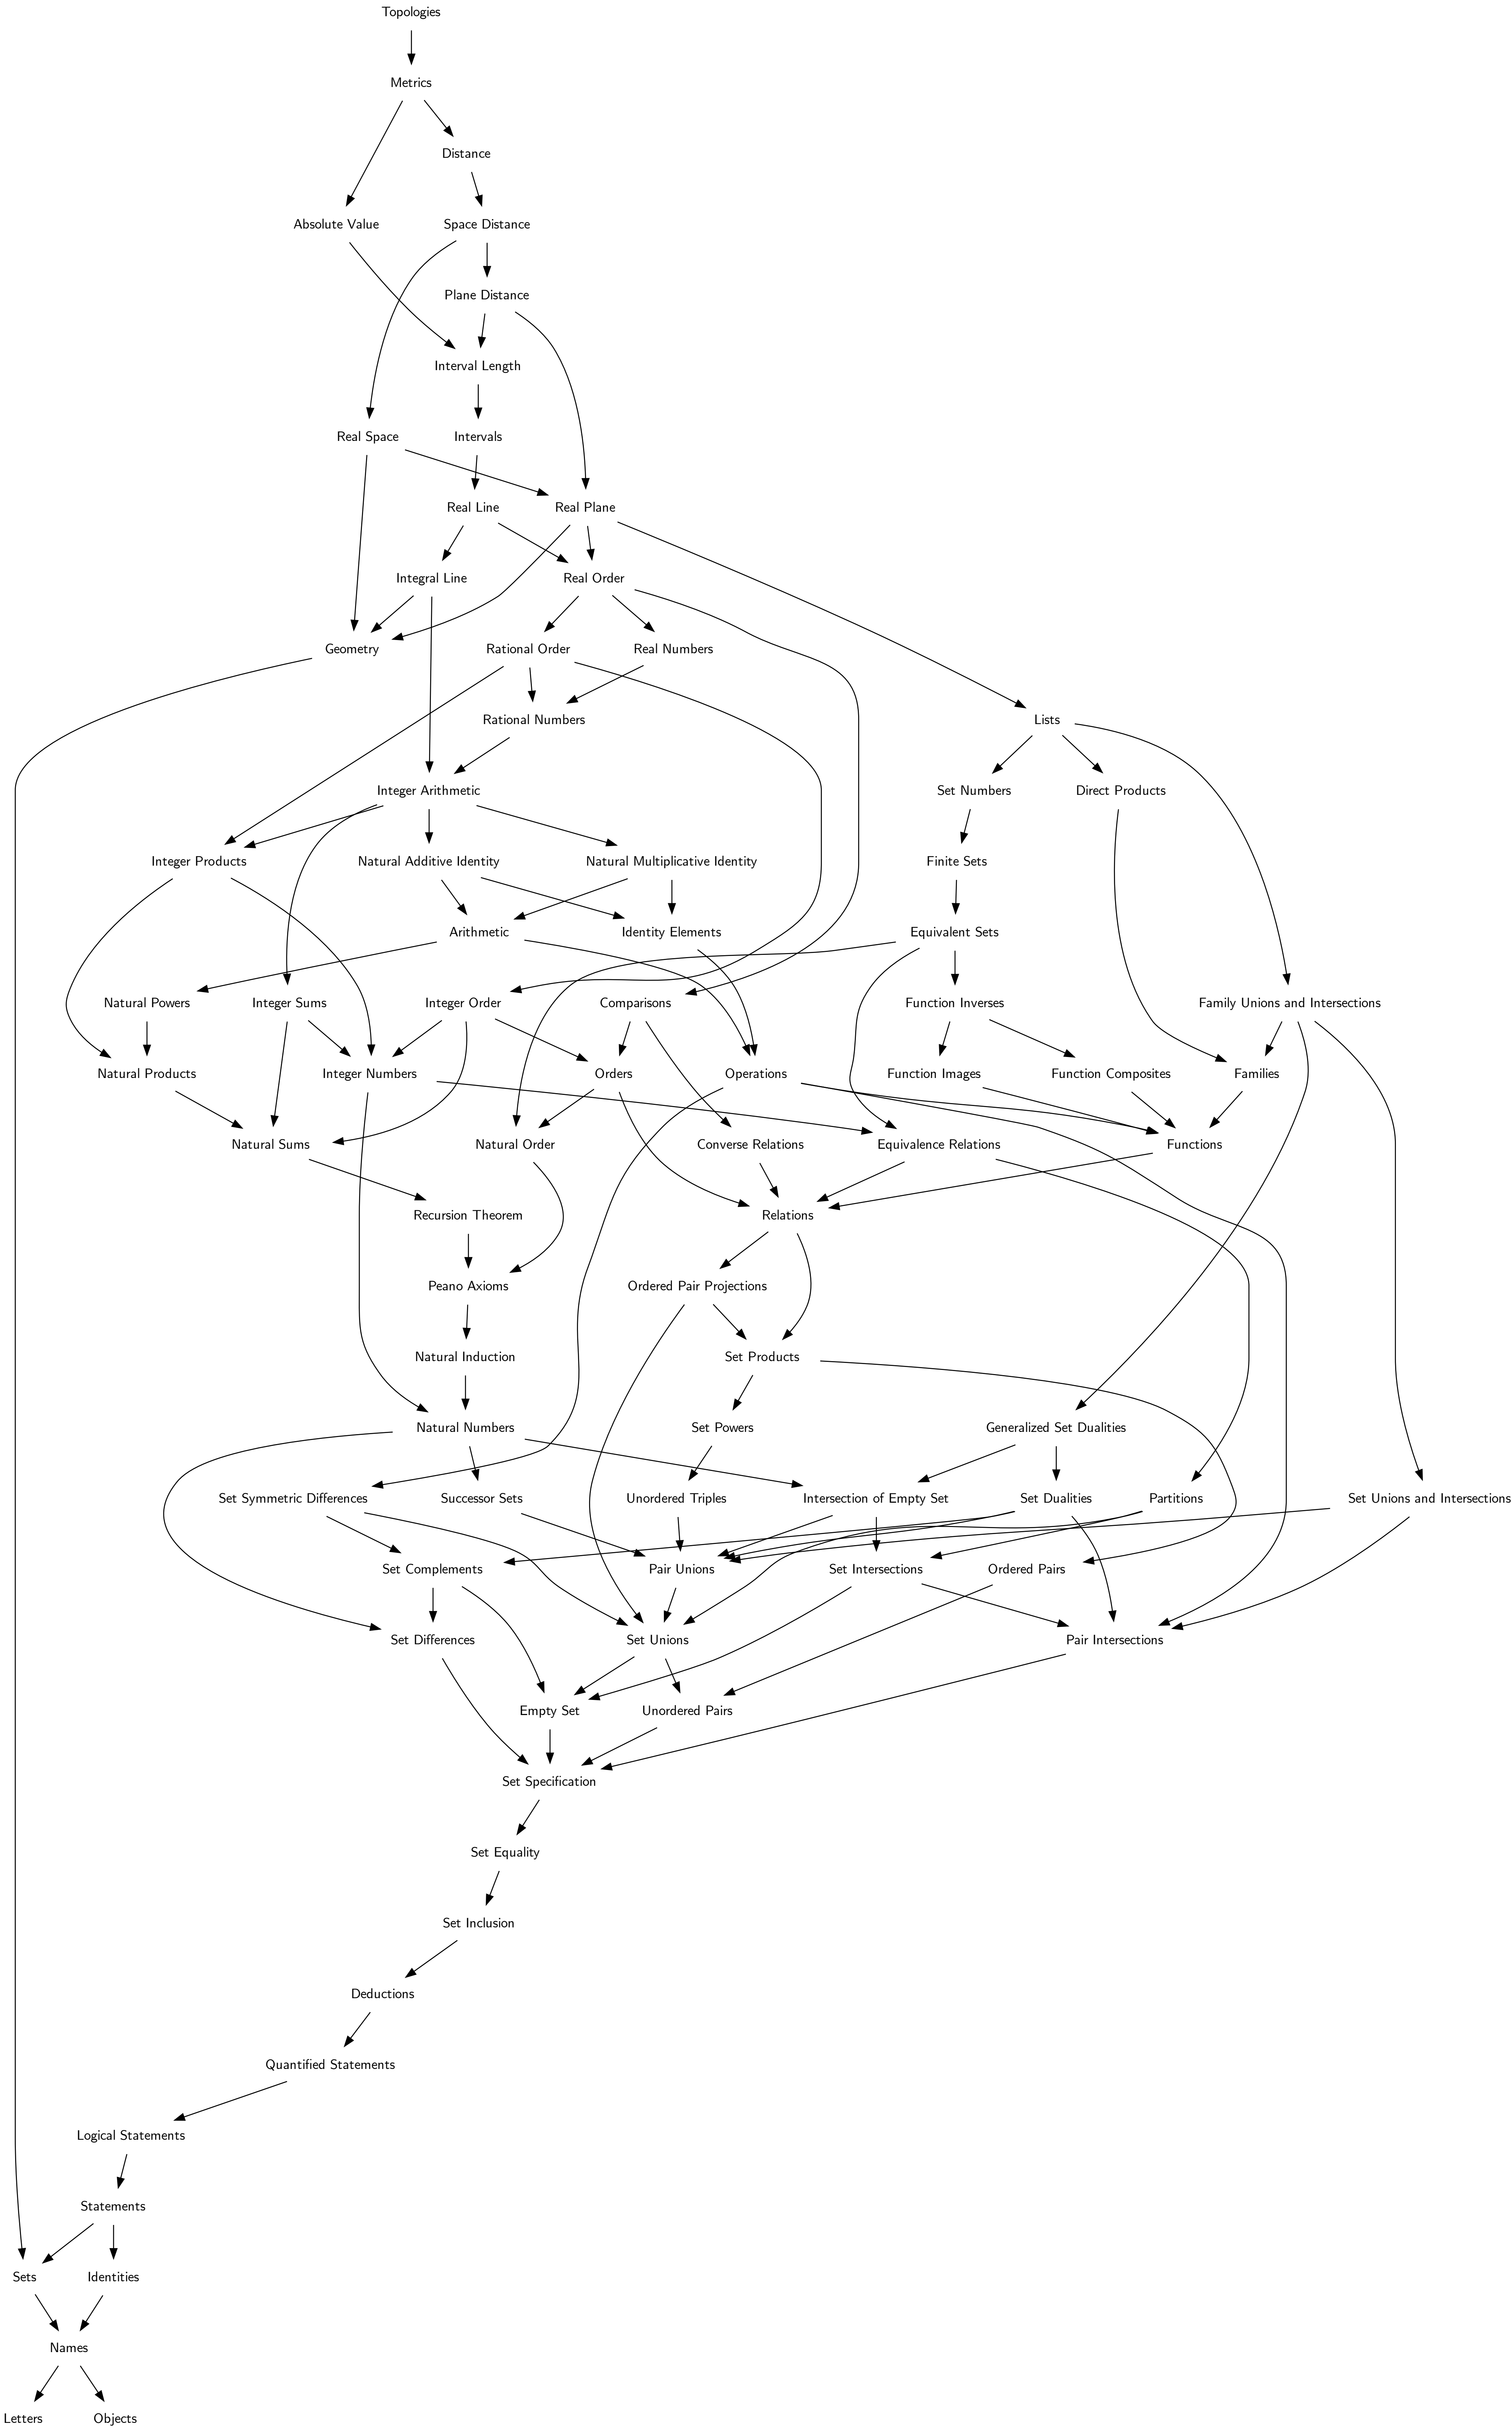 Topologies
Metrics
Distance
Absolute Value
Space Distance
Plane Distance
Interval Length
Real Space
Intervals
Real Line
Real Plane
Integral Line
Real Order
Geometry
Rational Order
Real Numbers
Rational Numbers
Lists
Integer Arithmetic
Set Numbers
Direct Products
Integer Products
Natural Additive Identity
Natural Multiplicative Identity
Finite Sets
Arithmetic
Identity Elements
Equivalent Sets
Natural Powers
Integer Sums
Integer Order
Comparisons
Function Inverses
Family Unions and Intersections
Natural Products
Integer Numbers
Orders
Operations
Function Images
Function Composites
Families
Natural Sums
Natural Order
Converse Relations
Equivalence Relations
Functions
Recursion Theorem
Relations
Peano Axioms
Ordered Pair Projections
Natural Induction
Set Products
Natural Numbers
Set Powers
Generalized Set Dualities
Set Symmetric Differences
Successor Sets
Unordered Triples
Intersection of Empty Set
Set Dualities
Partitions
Set Unions and Intersections
Set Complements
Pair Unions
Set Intersections
Ordered Pairs
Set Differences
Set Unions
Pair Intersections
Empty Set
Unordered Pairs
Set Specification
Set Equality
Set Inclusion
Deductions
Quantified Statements
Logical Statements
Statements
Sets
Identities
Names
Letters
Objects